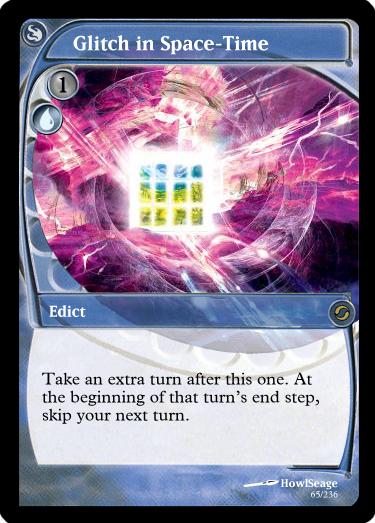 Glitch in Space-Time
1
Edict
Take an extra turn after this one. At
the beginning of that turn's end step,
skip your next turn.
HowlSeage
65/236